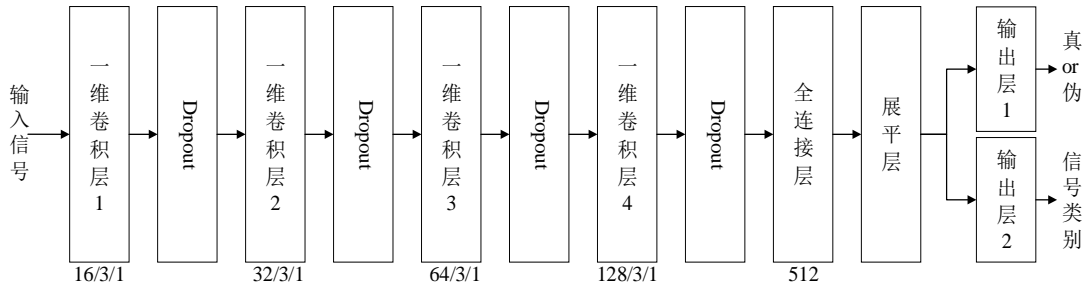 输入信号
一维卷积层1
Dropout
一维卷积层2
Dropout
一维卷积层3
Dropout
一维卷积层4
Dropout
全连接层
展平层
输出层1
真or伪
输出层2
信号类别
16/3/1
32/3/1
64/3/1
128/3/1
512